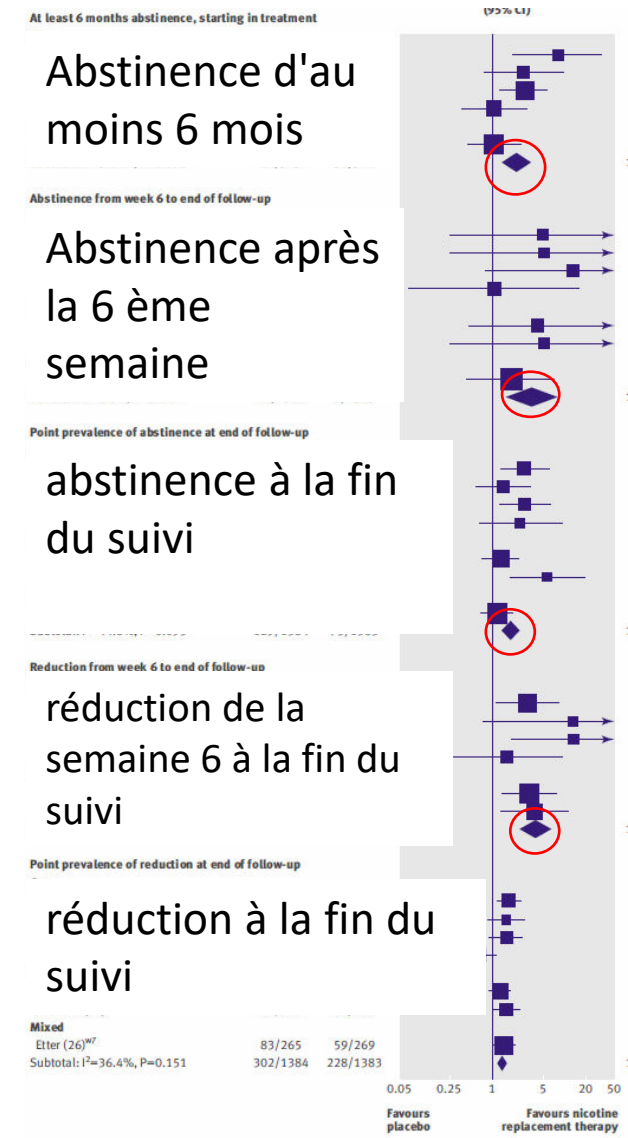 At least 6 months abstinence, starting in treatment
(95% CI)
Abstinence d'au
moins 6 mois
Abstinence from week 6 to end of follow-up
Abstinence après
la 6 ème
semaine
Point prevalence of abstinence at end of follow-up
abstinence à la fin
du suivi
Reduction from week 6 to end of follow-up
réduction de la
semaine 6 à la fin du
suivi
Point prevalence of reduction at end of follow-up
réduction à la fin du
suivi
Mixed
Etter (26)w7 83/265 59/269
Subtotal: I2=36.4%, P=0.151 302/1384 228/1383
0.05 0.25 1 5 20 50
Favours placebo Favours nicotine replacement therapy